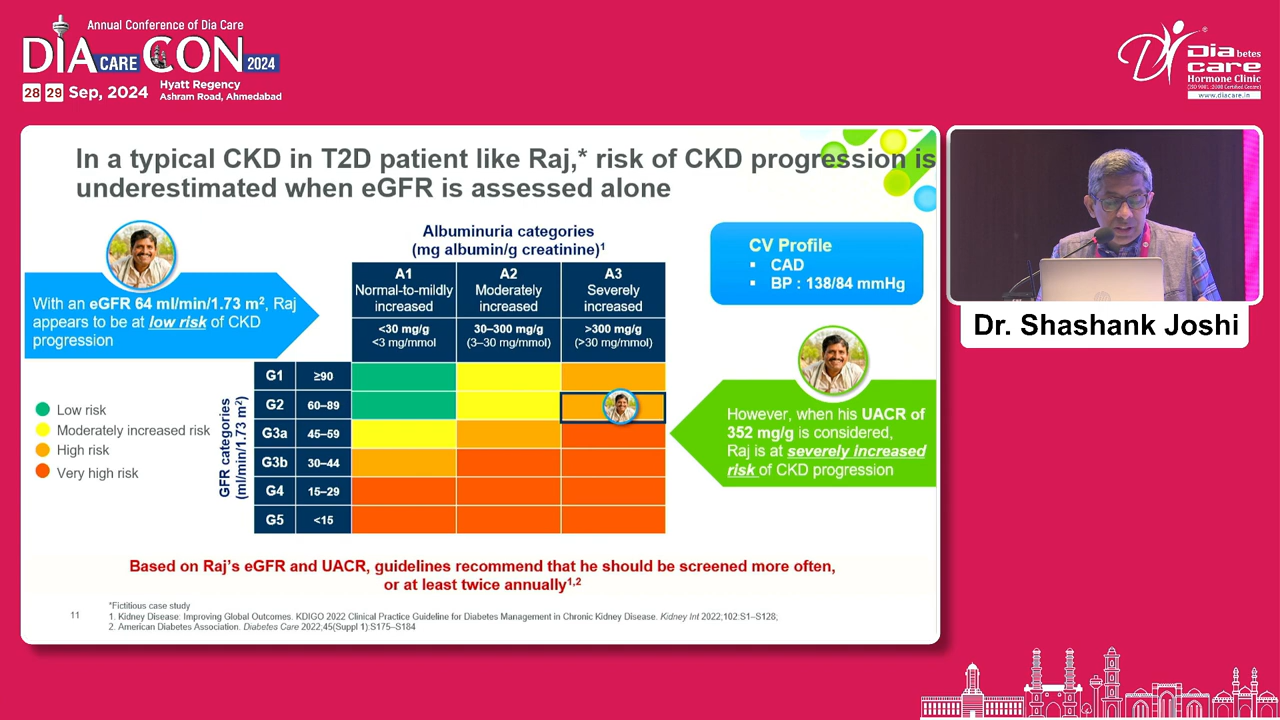 Annual Conference of Dia Care
DIA CARE CON 2024
28 29 Sep, 2024
Hyatt Regency
Ashram Road, Ahmedabad
Diabetes
care
Hormone Clinic
(ISO 9001:2008 Certified Centre)
www.diacare.in
In a typical CKD in T2D patient like Raj,* risk of CKD progression is
underestimated when eGFR is assessed alone
With an eGFR 64 ml/min/1.73 m², Raj
appears to be at low risk of CKD
progression
Albuminuria categories
(mg albumin/g creatinine)¹
A1
Normal-to-mildly
increased
A2
Moderately
increased
A3
Severely
increased
<30 mg/g
<3 mg/mmol
30–300 mg/g
(3–30 mg/mmol)
>300 mg/g
(>30 mg/mmol)
GFR categories
(ml/min/1.73 m²)
G1 ≥90
G2 60–89
G3a 45–59
G3b 30–44
G4 15–29
G5 <15
Low risk
Moderately increased risk
High risk
Very high risk
CV Profile
▪ CAD
▪ BP : 138/84 mmHg
However, when his UACR of
352 mg/g is considered,
Raj is at severely increased
risk of CKD progression
Dr. Shashank Joshi
Based on Raj's eGFR and UACR, guidelines recommend that he should be screened more often,
or at least twice annually¹,²
11
*Fictitious case study
1. Kidney Disease: Improving Global Outcomes. KDIGO 2022 Clinical Practice Guideline for Diabetes Management in Chronic Kidney Disease. Kidney Int 2022;102:S1–S128;
2. American Diabetes Association. Diabetes Care 2022;45(Suppl 1):S175–S184